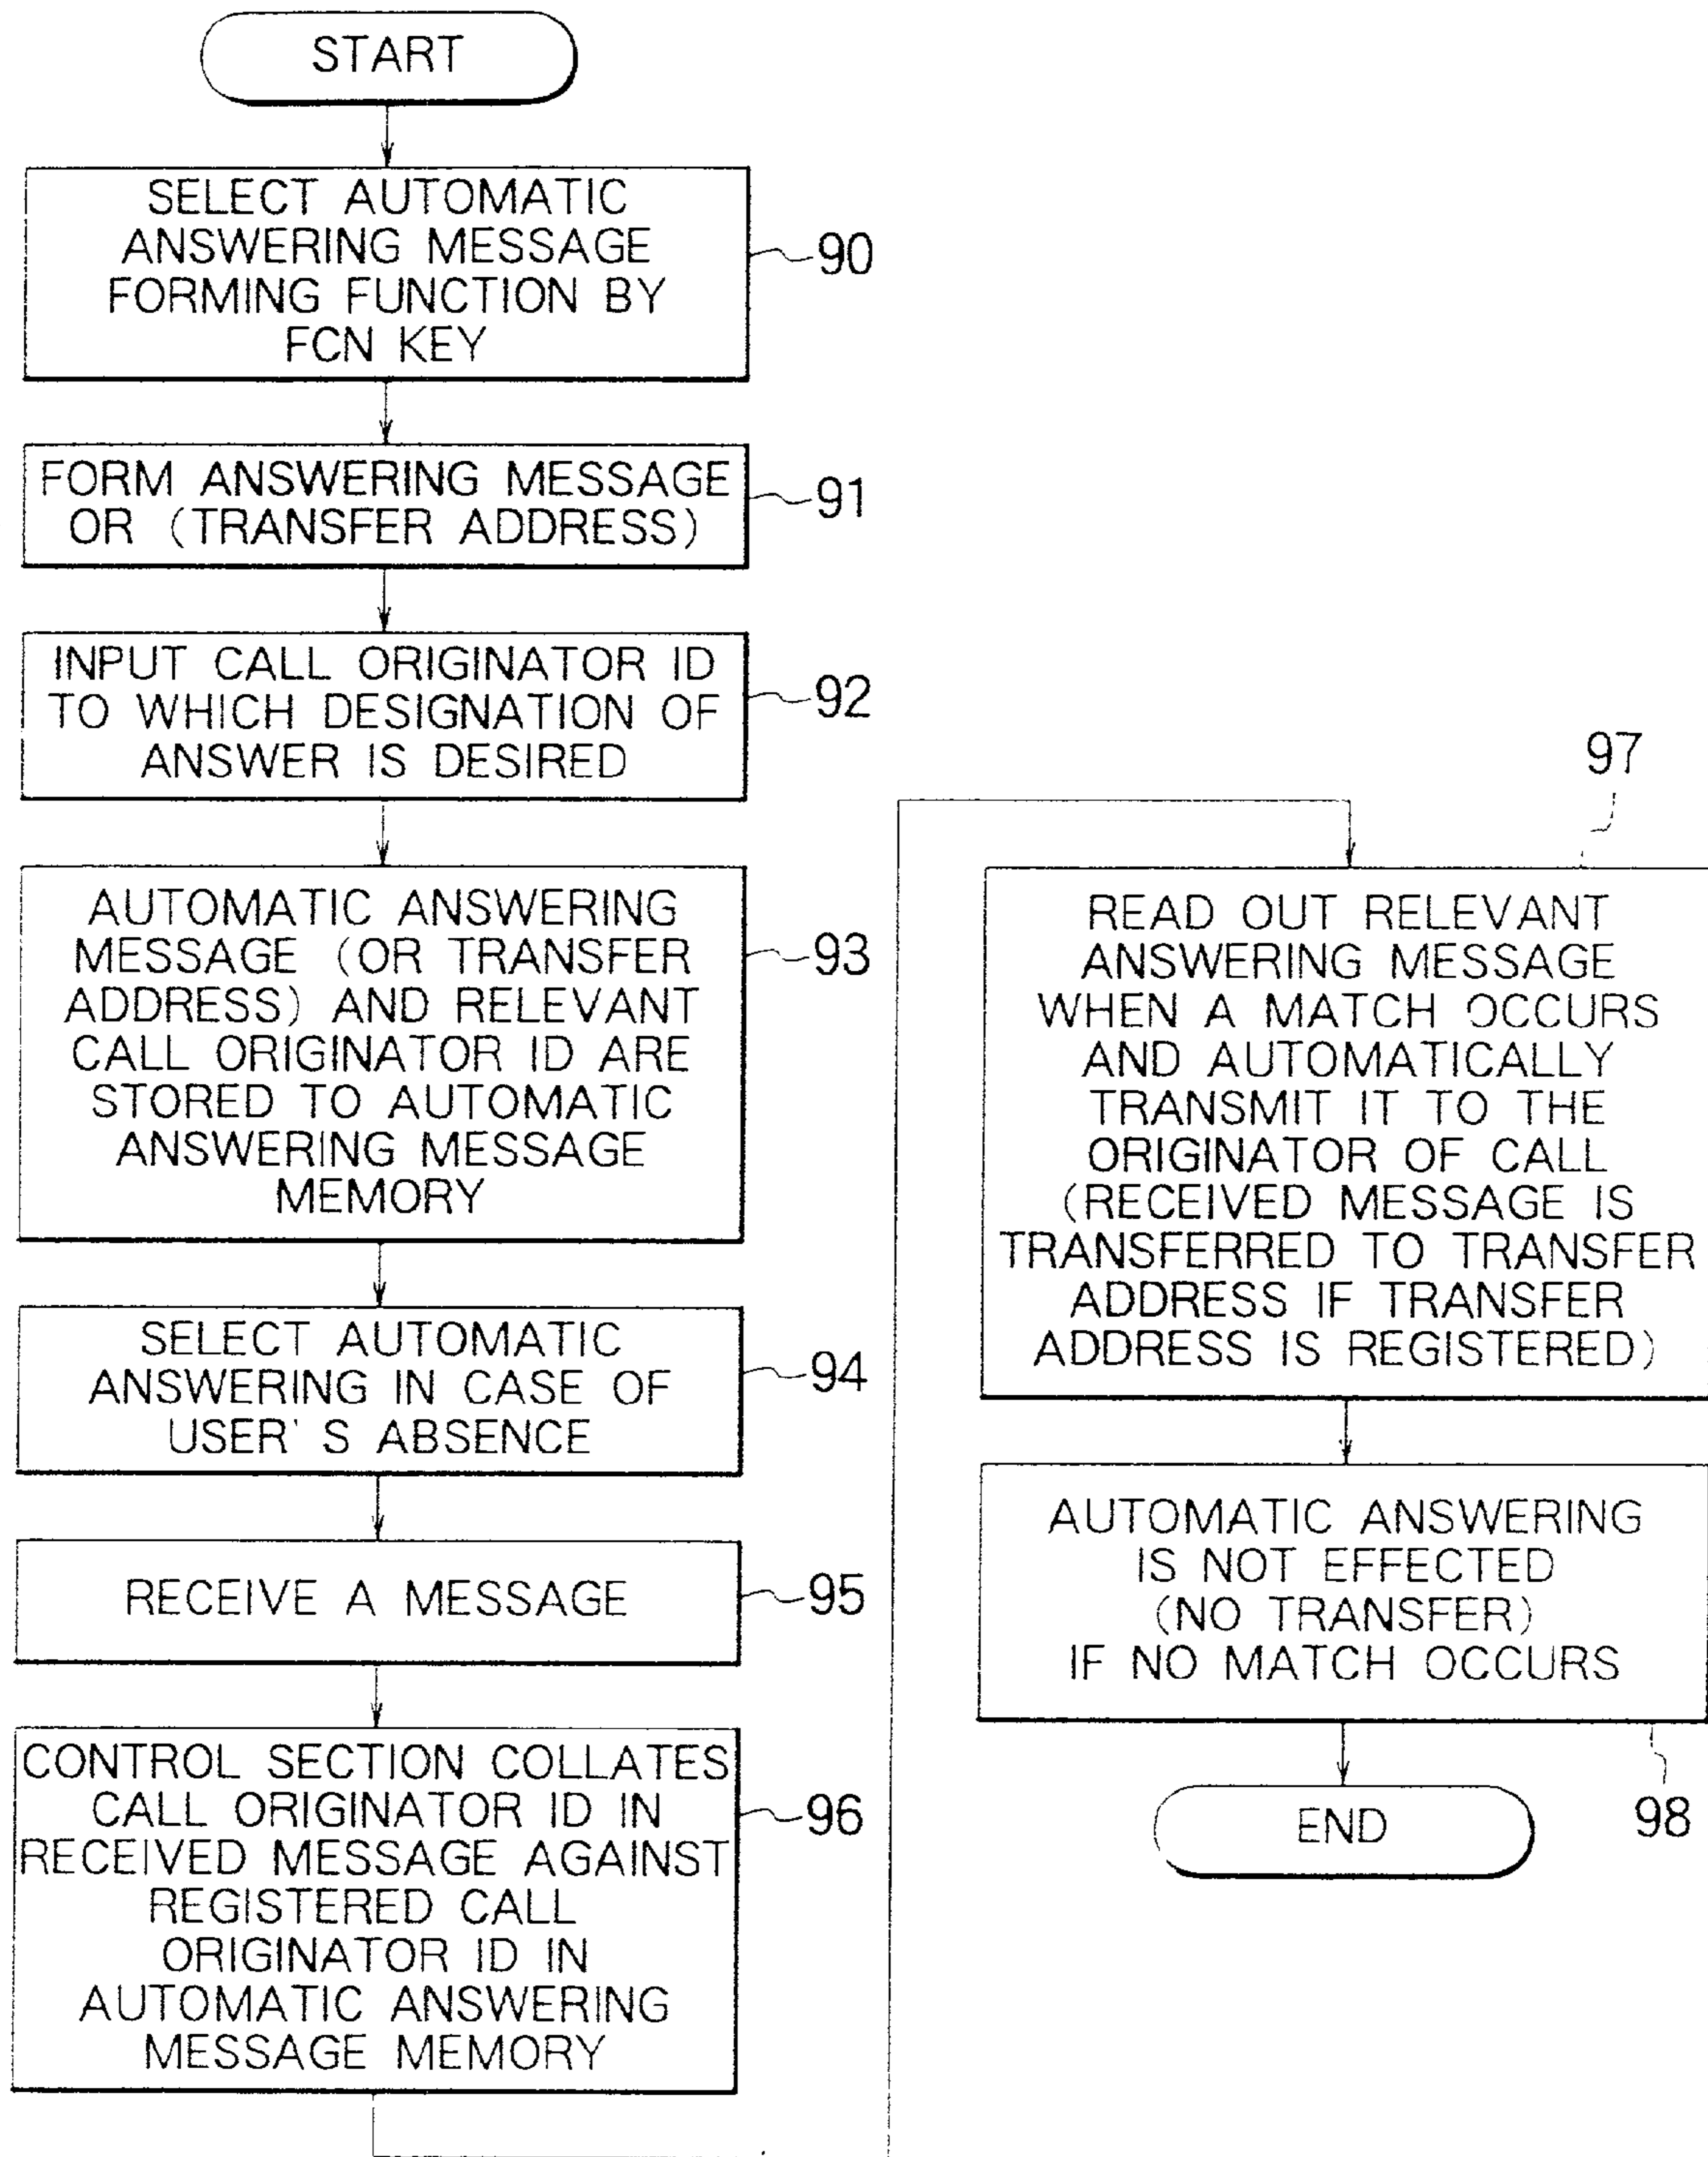 START
SELECT AUTOMATIC
ANSWERING MESSAGE
FORMING FUNCTION BY
FCN KEY
90
FORM ANSWERING MESSAGE
OR (TRANSFER ADDRESS)
91
INPUT CALL ORIGINATOR ID
TO WHICH DESIGNATION OF
ANSWER IS DESIRED
92
AUTOMATIC ANSWERING
MESSAGE (OR TRANSFER
ADDRESS) AND RELEVANT
CALL ORIGINATOR ID ARE
STORED TO AUTOMATIC
ANSWERING MESSAGE
MEMORY
93
SELECT AUTOMATIC
ANSWERING IN CASE OF
USER'S ABSENCE
94
RECEIVE A MESSAGE
95
CONTROL SECTION COLLATES
CALL ORIGINATOR ID IN
RECEIVED MESSAGE AGAINST
REGISTERED CALL
ORIGINATOR ID IN
AUTOMATIC ANSWERING
MESSAGE MEMORY
96
97
READ OUT RELEVANT
ANSWERING MESSAGE
WHEN A MATCH OCCURS
AND AUTOMATICALLY
TRANSMIT IT TO THE
ORIGINATOR OF CALL
(RECEIVED MESSAGE IS
TRANSFERRED TO TRANSFER
ADDRESS IF TRANSFER
ADDRESS IS REGISTERED)
AUTOMATIC ANSWERING
IS NOT EFFECTED
(NO TRANSFER)
IF NO MATCH OCCURS
98
END